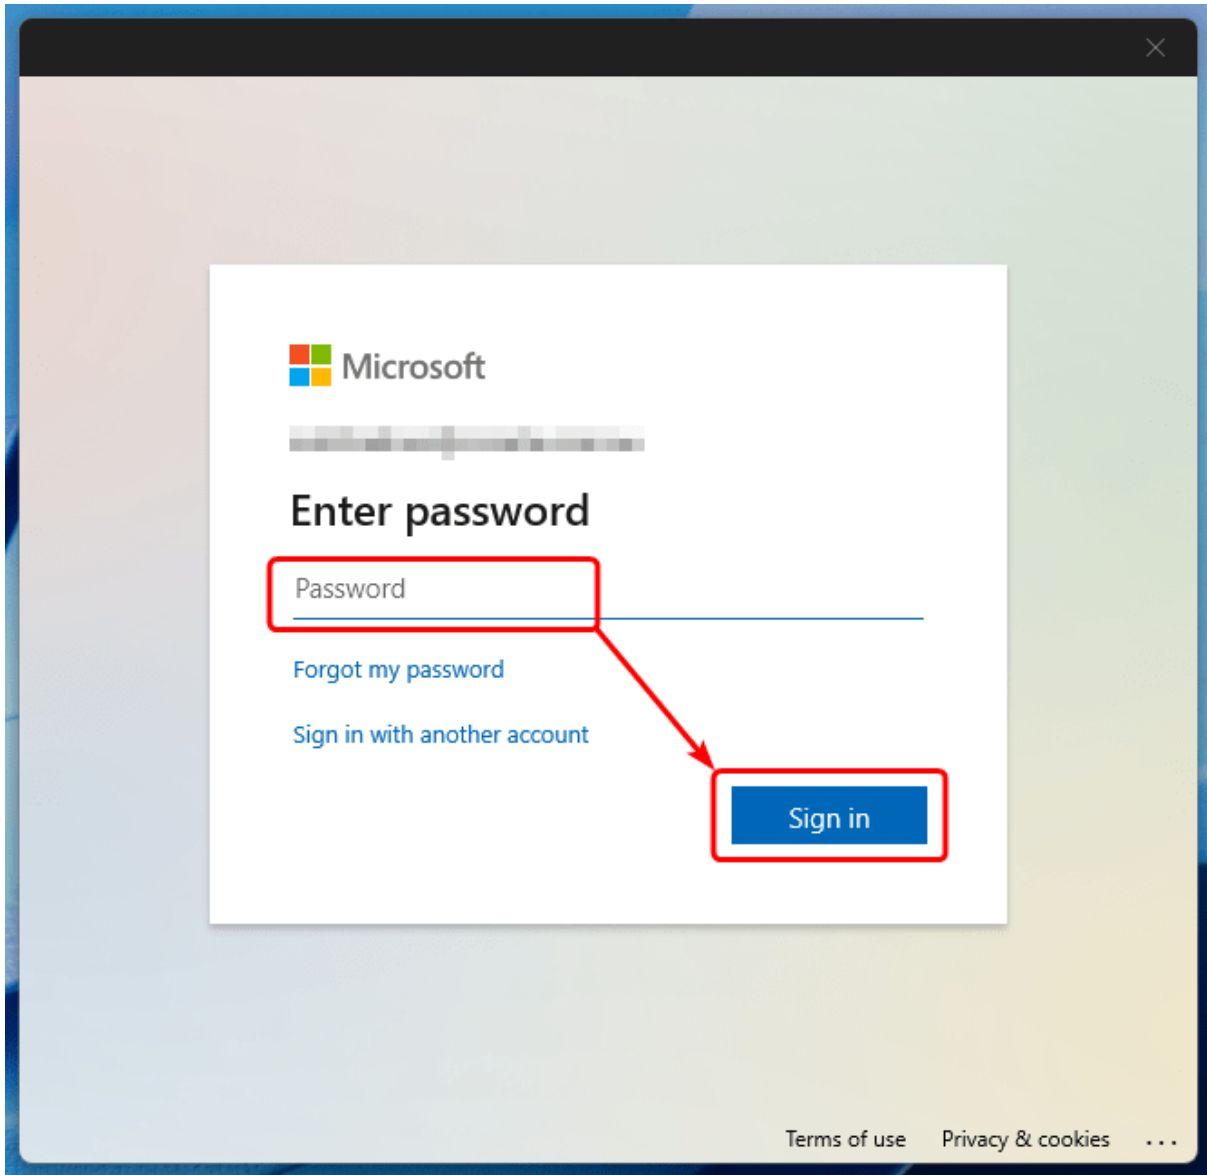 Microsoft
Enter password
Password
Forgot my password
Sign in with another account
Sign in
Terms of use Privacy & cookies ...